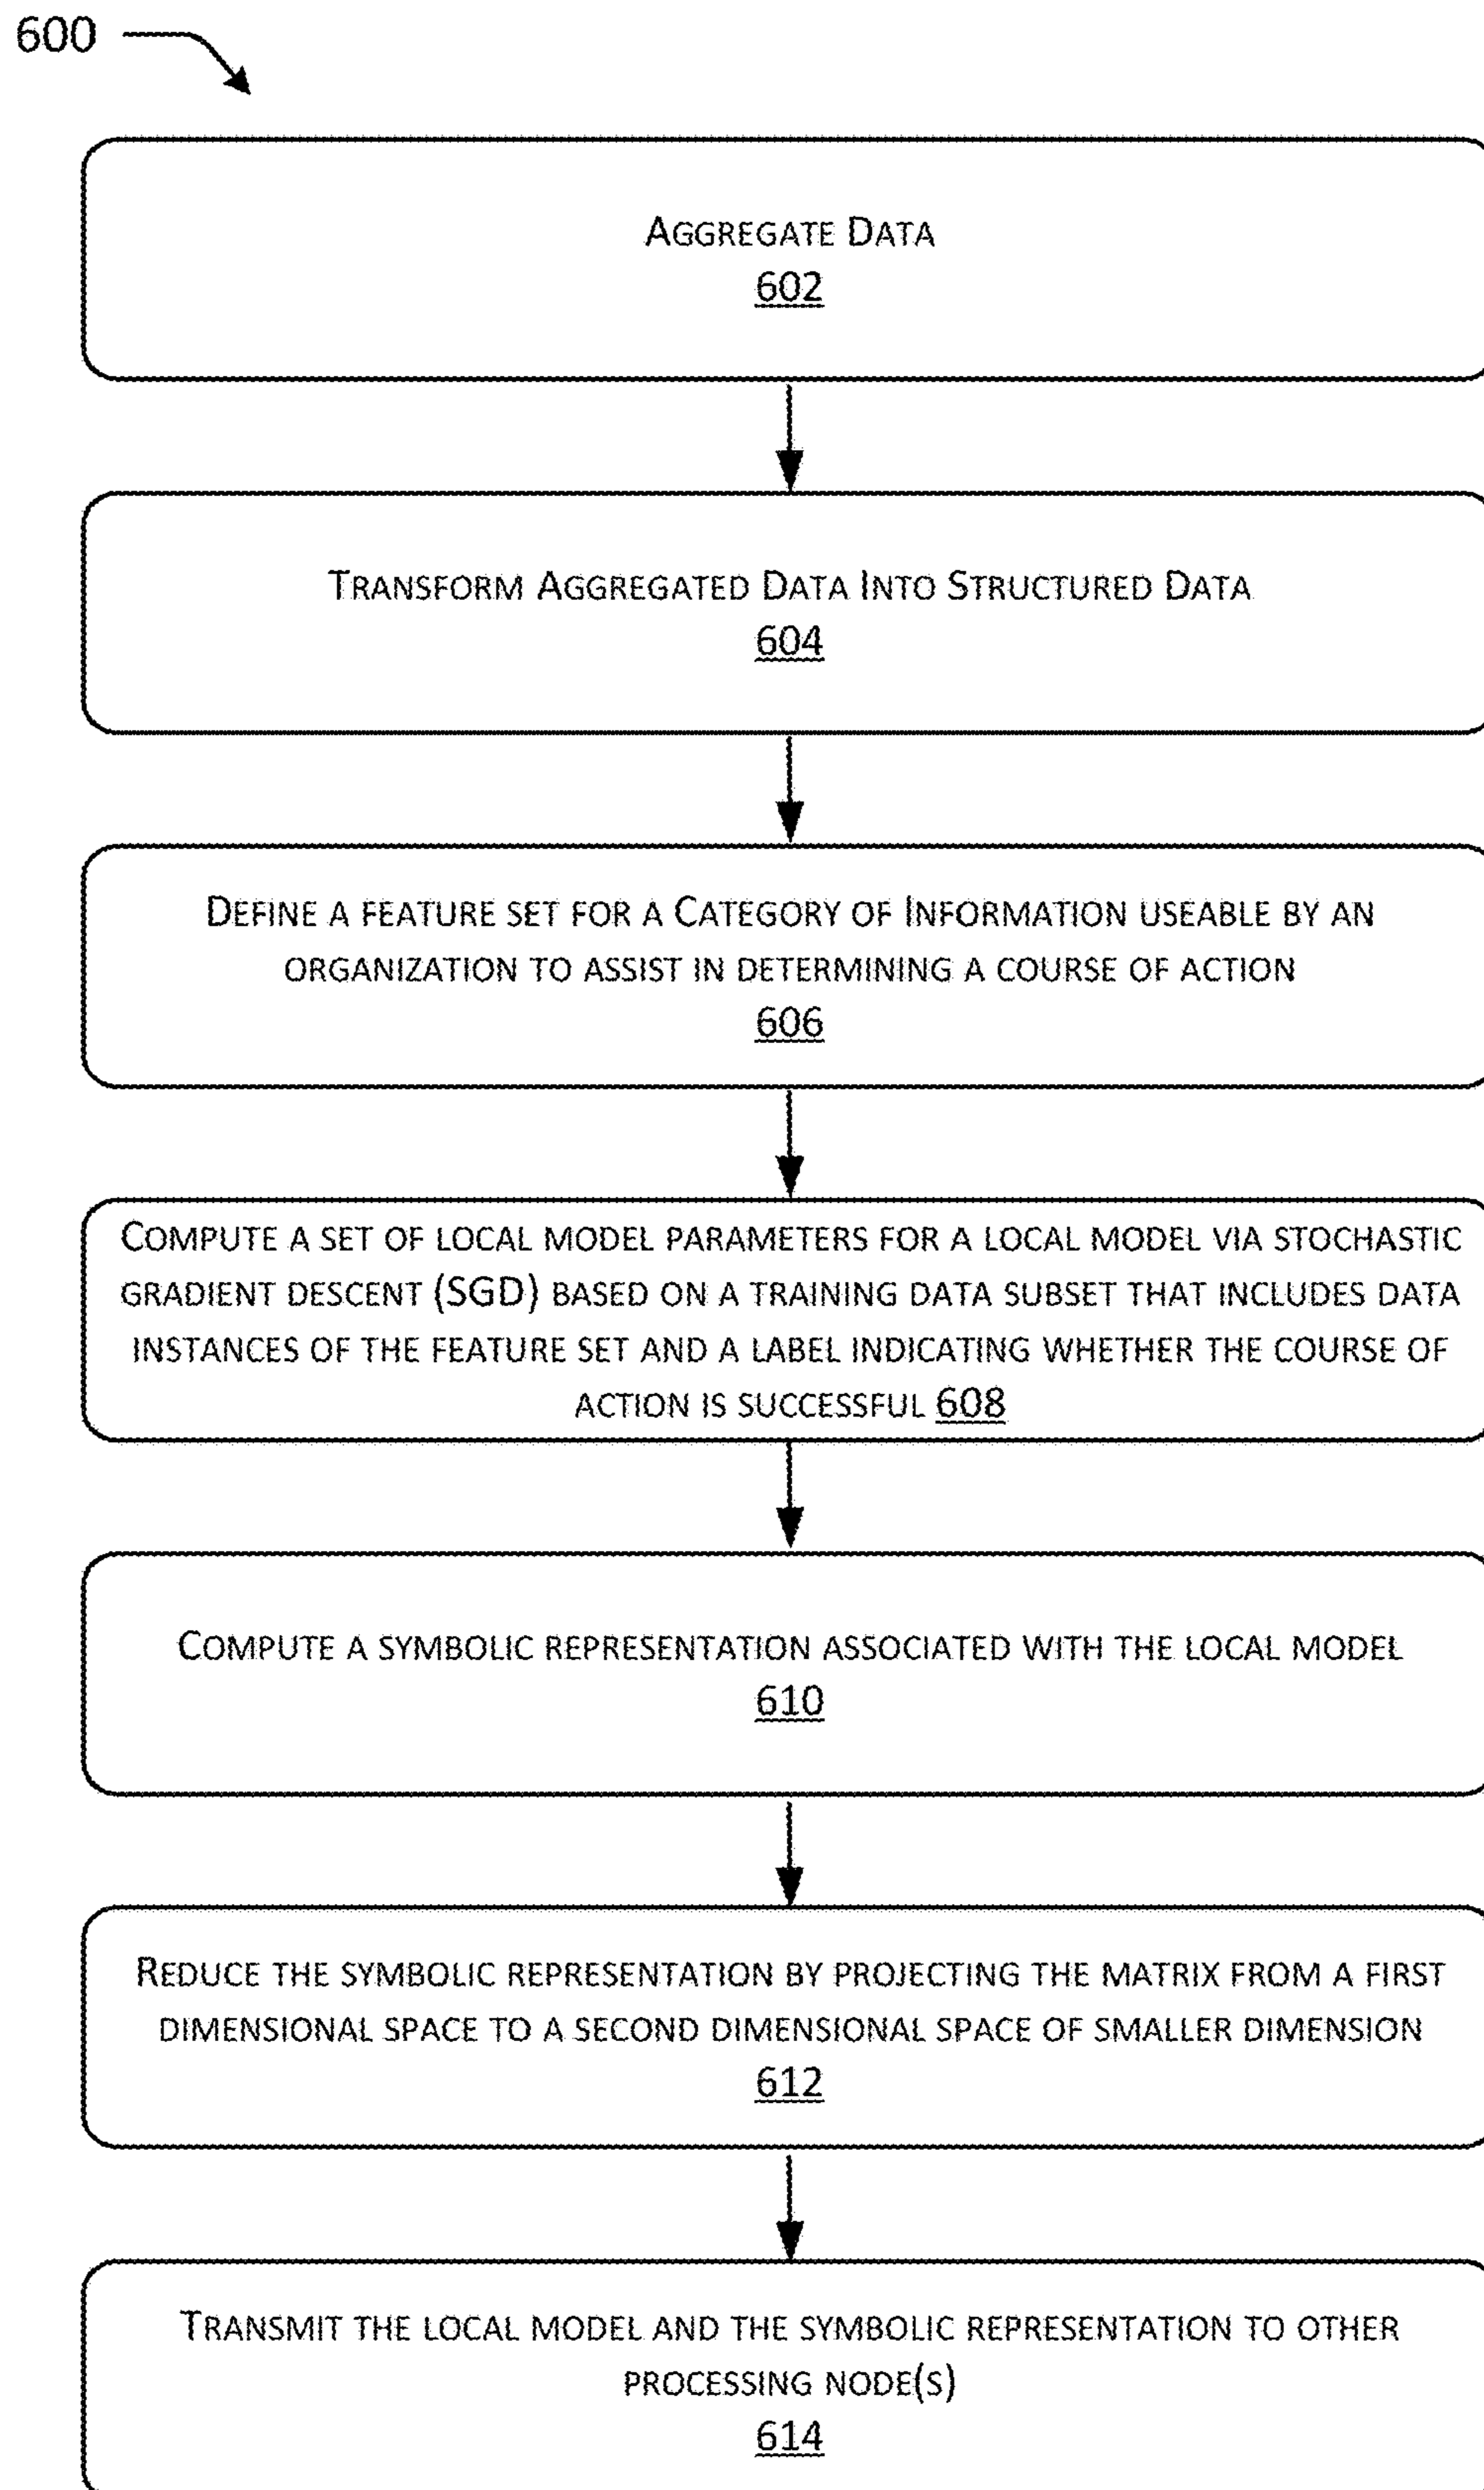 600
Aggregate Data
602
Transform Aggregated Data Into Structured Data
604
Define a feature set for a Category of Information useable by an
organization to assist in determining a course of action
606
Compute a set of local model parameters for a local model via stochastic
gradient descent (SGD) based on a training data subset that includes data
instances of the feature set and a label indicating whether the course of
action is successful 608
Compute a symbolic representation associated with the local model
610
Reduce the symbolic representation by projecting the matrix from a first
dimensional space to a second dimensional space of smaller dimension
612
Transmit the local model and the symbolic representation to other
processing node(s)
614